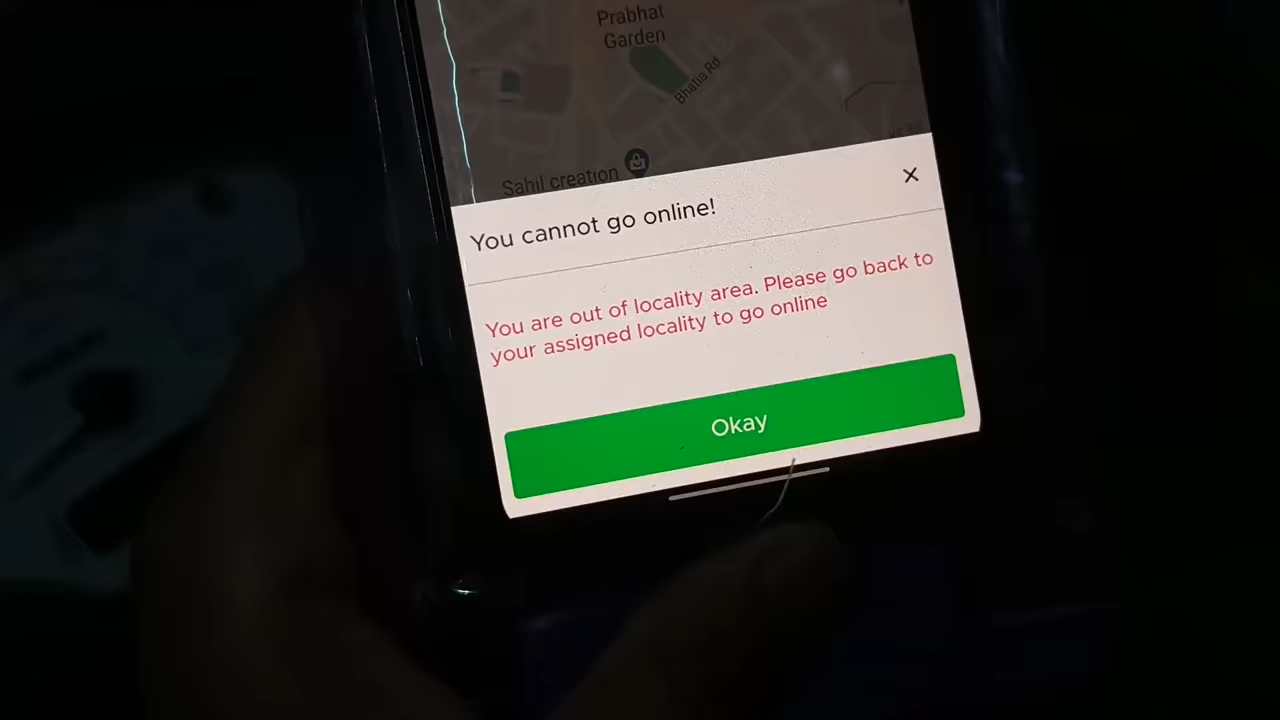 Prabhat
Garden
Bhatia Rd
Sahil creation
You cannot go online!
You are out of locality area. Please go back to
your assigned locality to go online
Okay